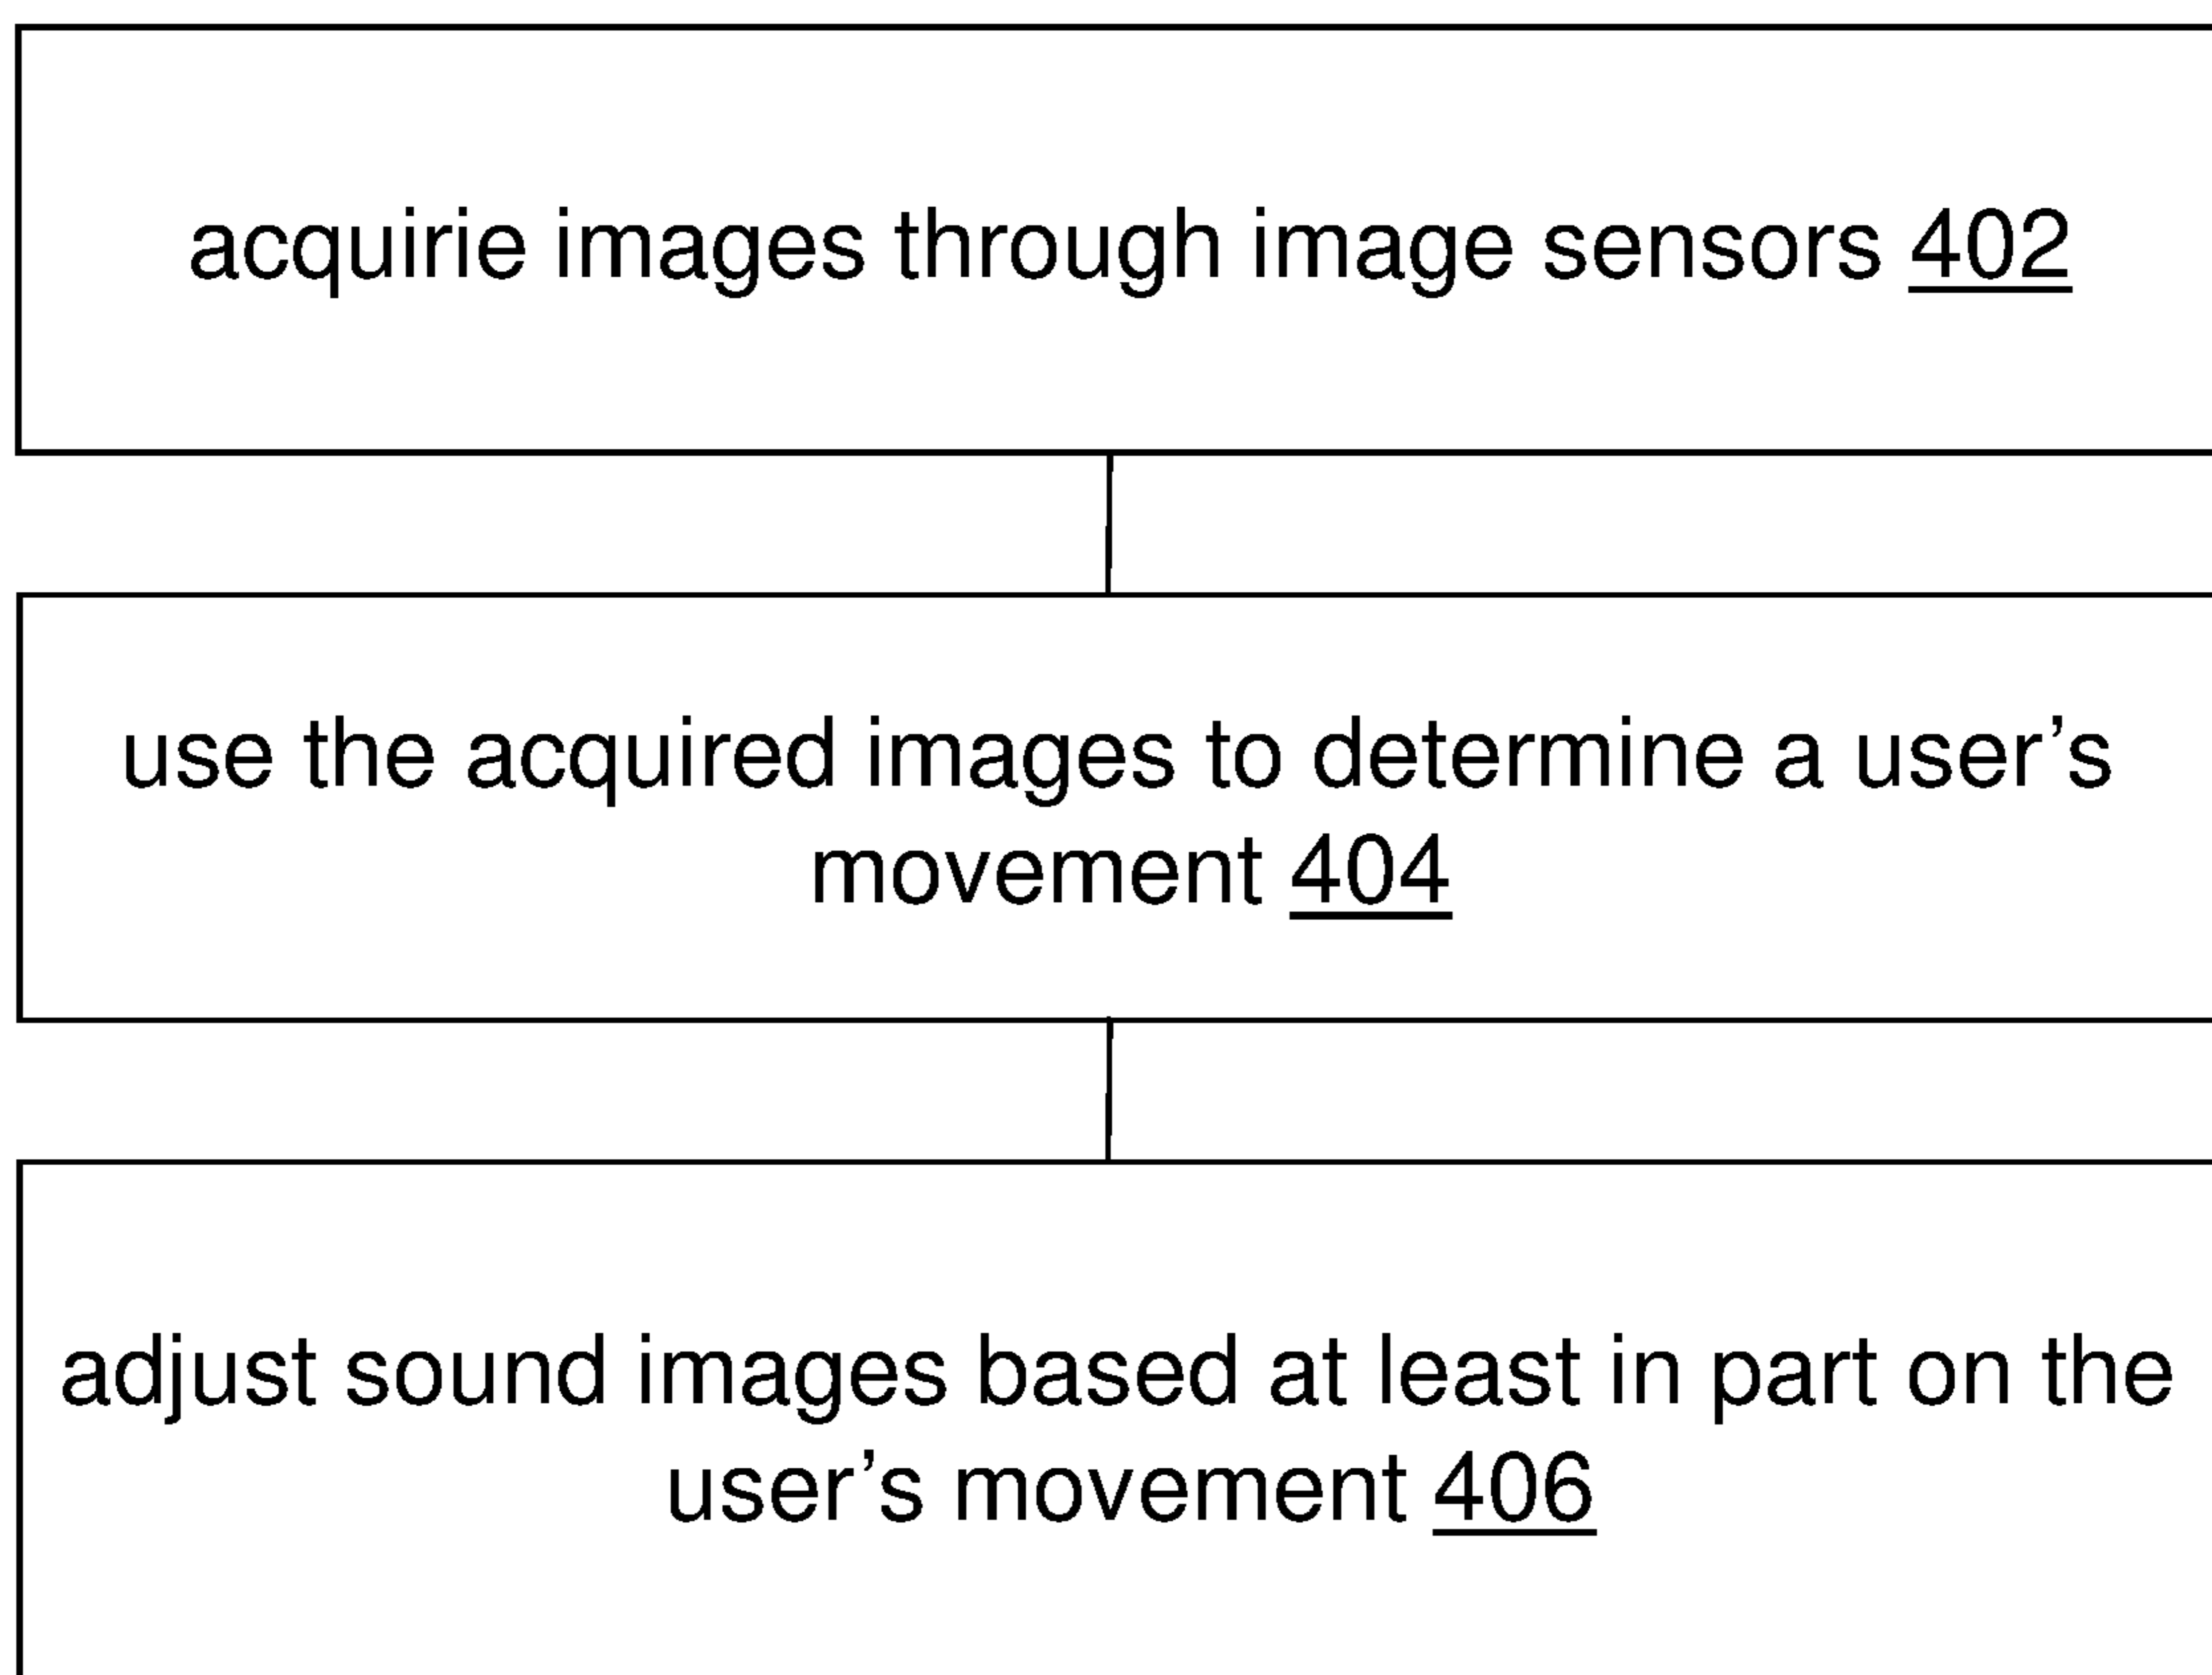 acquirie images through image sensors 402
use the acquired images to determine a user’s
movement 404
adjust sound images based at least in part on the
user’s movement 406